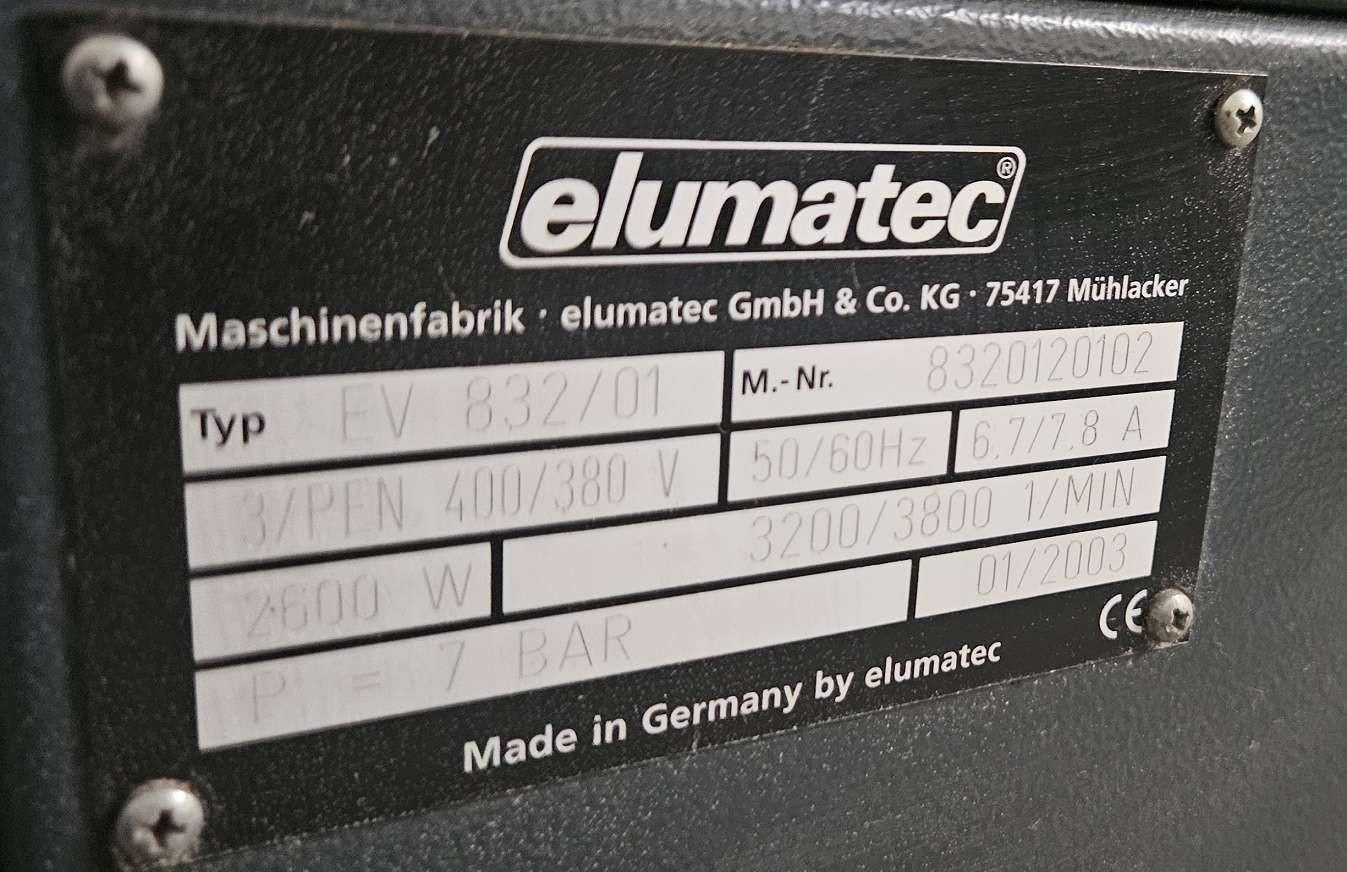 elumatec®
Maschinenfabrik · elumatec GmbH & Co. KG · 75417 Mühlacker
Typ EV 832/01 M.-Nr. 8320120102
3/PEN 400/380 V 50/60Hz 6.7/7.8 A
2600 W 3200/3800 1/MIN
P = 7 BAR 01/2003
CE
Made in Germany by elumatec